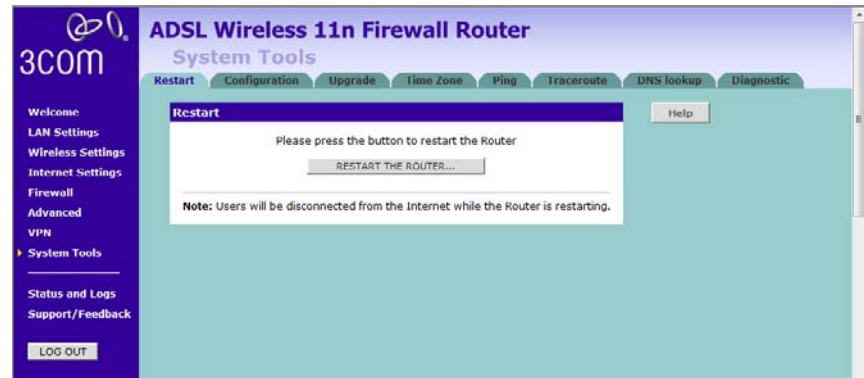 3COM
ADSL Wireless 11n Firewall Router
System Tools
Restart Configuration Upgrade Time Zone Ping Traceroute DNS lookup Diagnostic
Welcome
LAN Settings
Wireless Settings
Internet Settings
Firewall
Advanced
VPN
System Tools
Status and Logs
Support/Feedback
LOG OUT
Restart
Please press the button to restart the Router
RESTART THE ROUTER...
Note: Users will be disconnected from the Internet while the Router is restarting.
Help